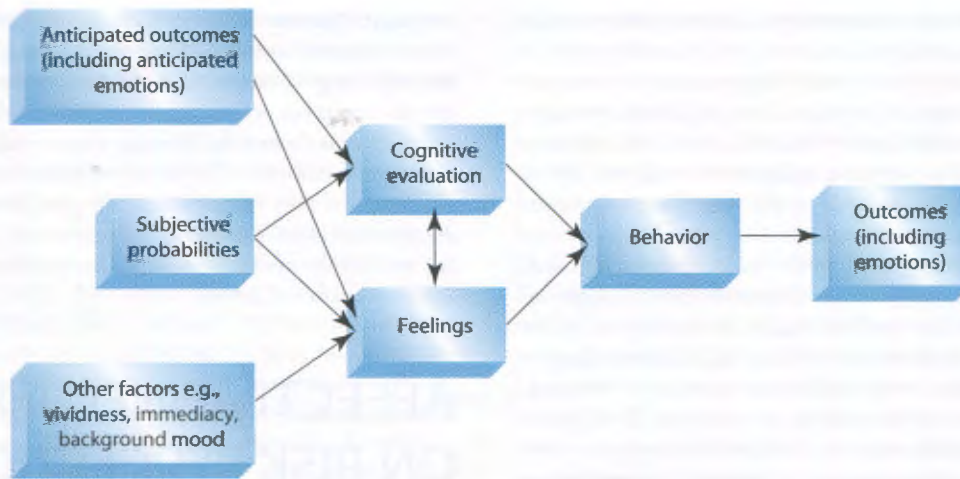 Anticipated outcomes
(including anticipated
emotions)
Cognitive
evaluation
Subjective
probabilities
Behavior
Outcomes
(including
emotions)
Feelings
Other factors e.g.,
vividness, immediacy,
background mood